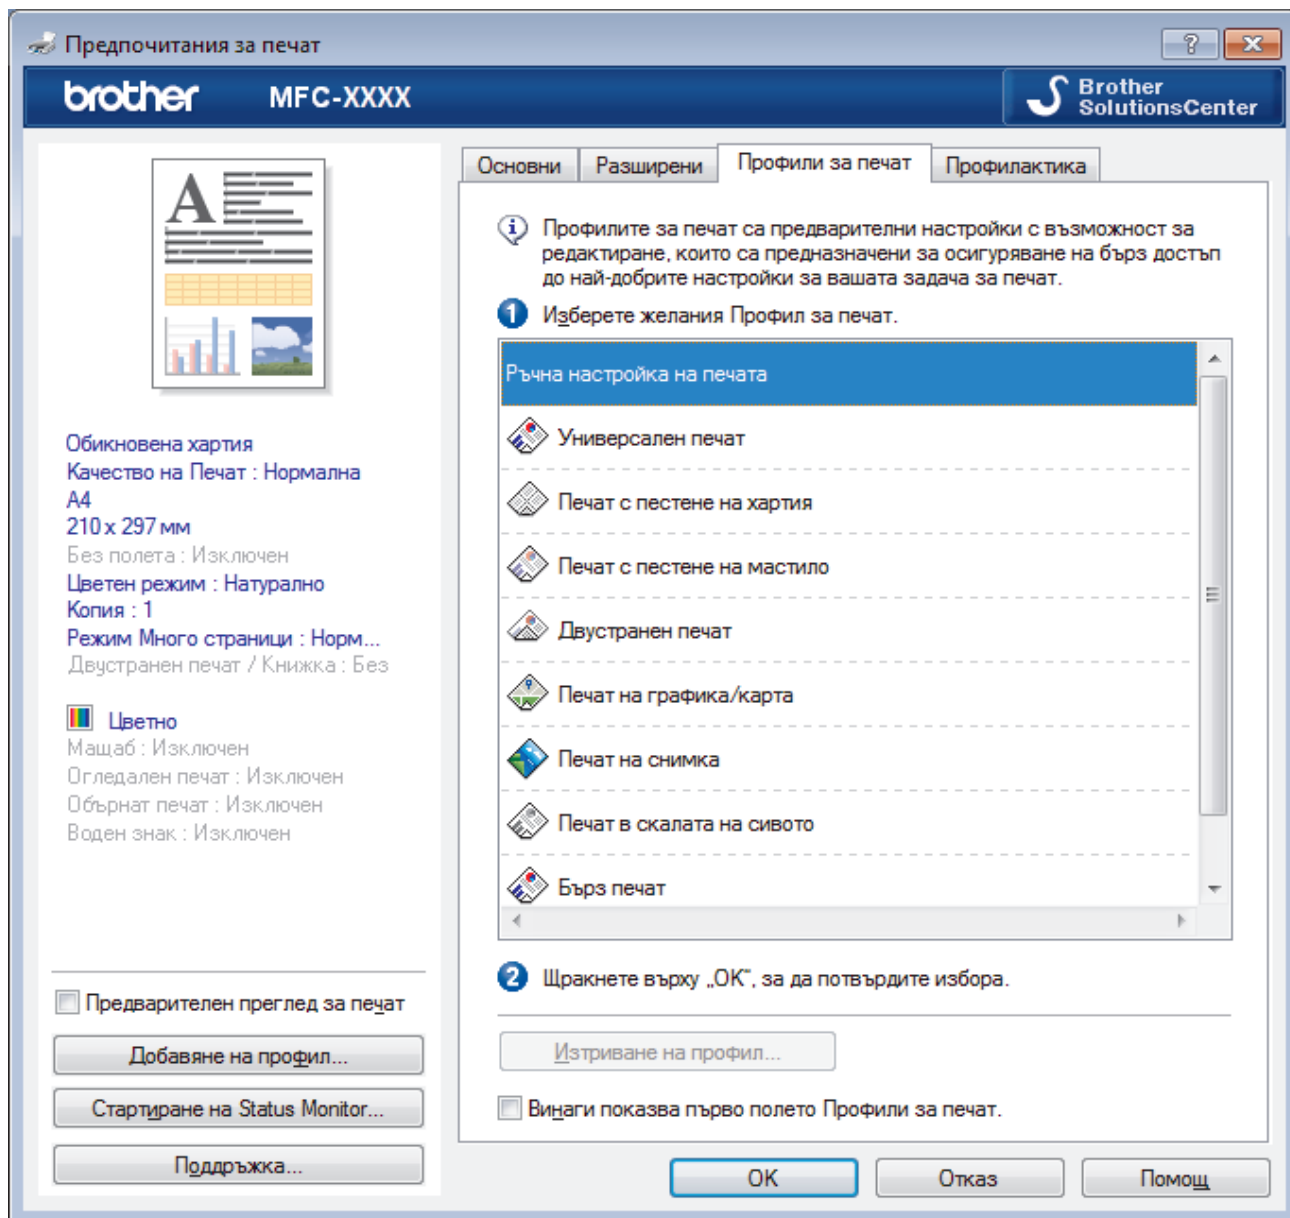 Предпочитания за печат
brother MFC-XXXX
Brother
SolutionsCenter
A
Обикновена хартия
Качество на Печат : Нормална
A4
210 x 297 мм
Без полета : Изключен
Цветен режим : Натурално
Копия : 1
Режим Много страници : Норм...
Двустранен печат / Книжка : Без
Цветно
Мащаб : Изключен
Огледален печат : Изключен
Обърнат печат : Изключен
Воден знак : Изключен
Предварителен преглед за печат
Добавяне на профил...
Стартиране на Status Monitor...
Поддръжка...
Основни Разширени Профили за печат Профилактика
Профилите за печат са предварителни настройки с възможност за
редактиране, които са предназначени за осигуряване на бърз достъп
до най-добрите настройки за вашата задача за печат.
1 Изберете желания Профил за печат.
Ръчна настройка на печата
Универсален печат
Печат с пестене на хартия
Печат с пестене на мастило
Двустранен печат
Печат на графика/карта
Печат на снимка
Печат в скалата на сивото
Бърз печат
2 Щракнете върху „OK“, за да потвърдите избора.
Изтриване на профил...
Винаги показва първо полето Профили за печат.
OK Отказ Помощ